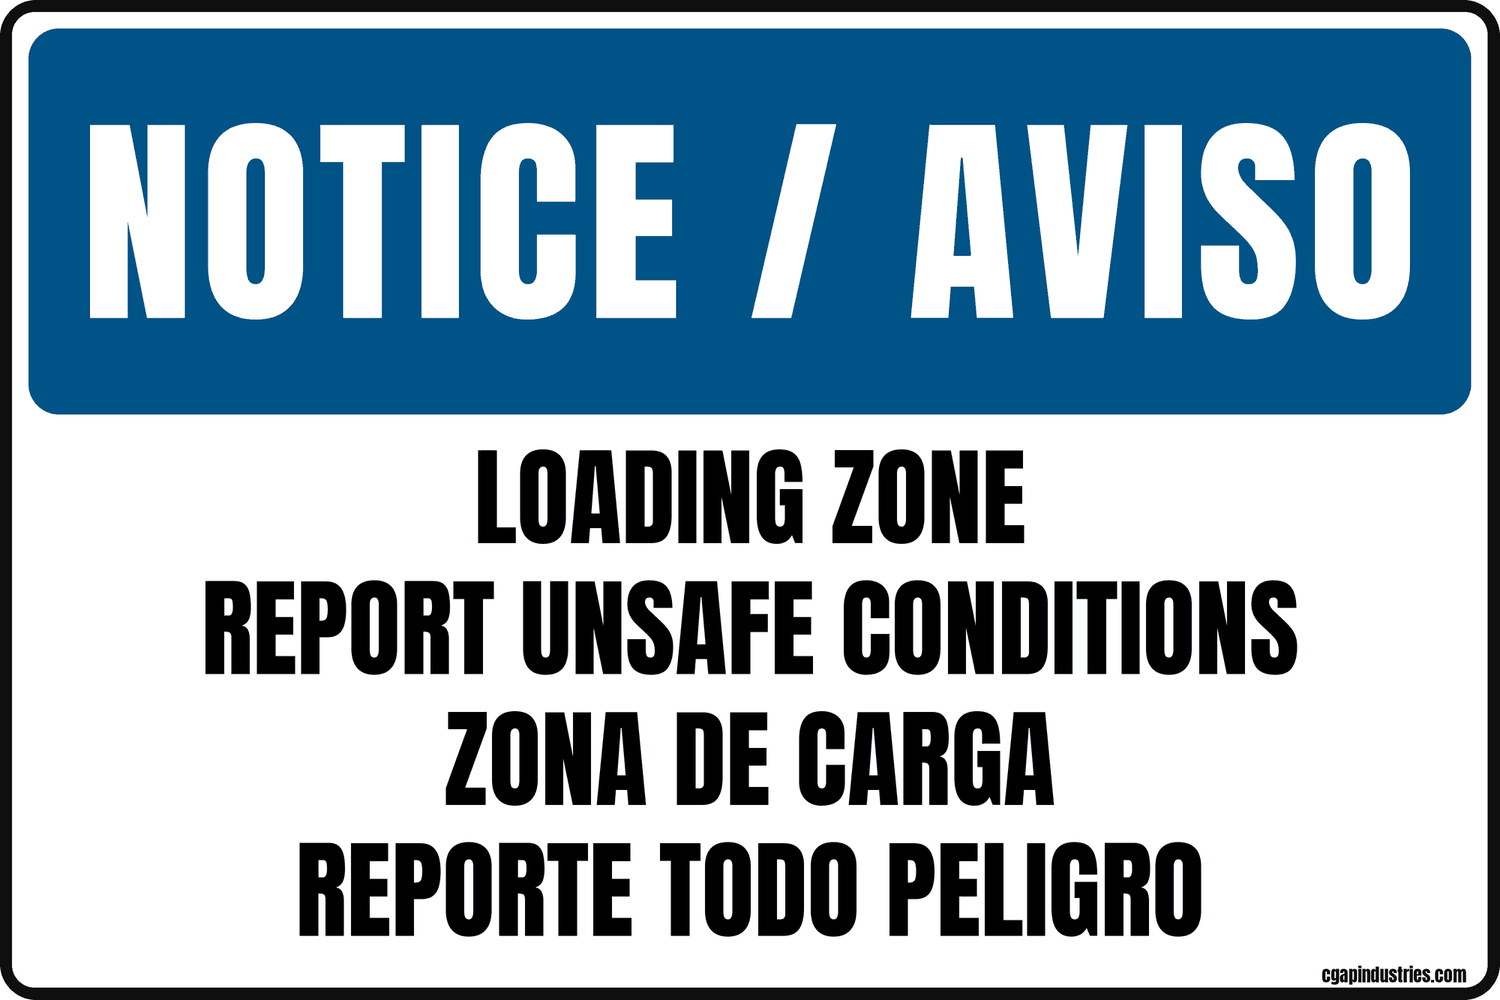 NOTICE / AVISO
LOADING ZONE
REPORT UNSAFE CONDITIONS
ZONA DE CARGA
REPORTE TODO PELIGRO
cgapindustries.com